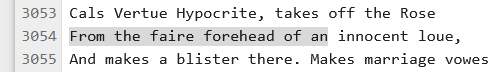 3053 Cals Vertue Hypocrite, takes off the Rose
3054 From the faire forehead of an innocent loue,
3055 And makes a blister there. Makes marriage vowes